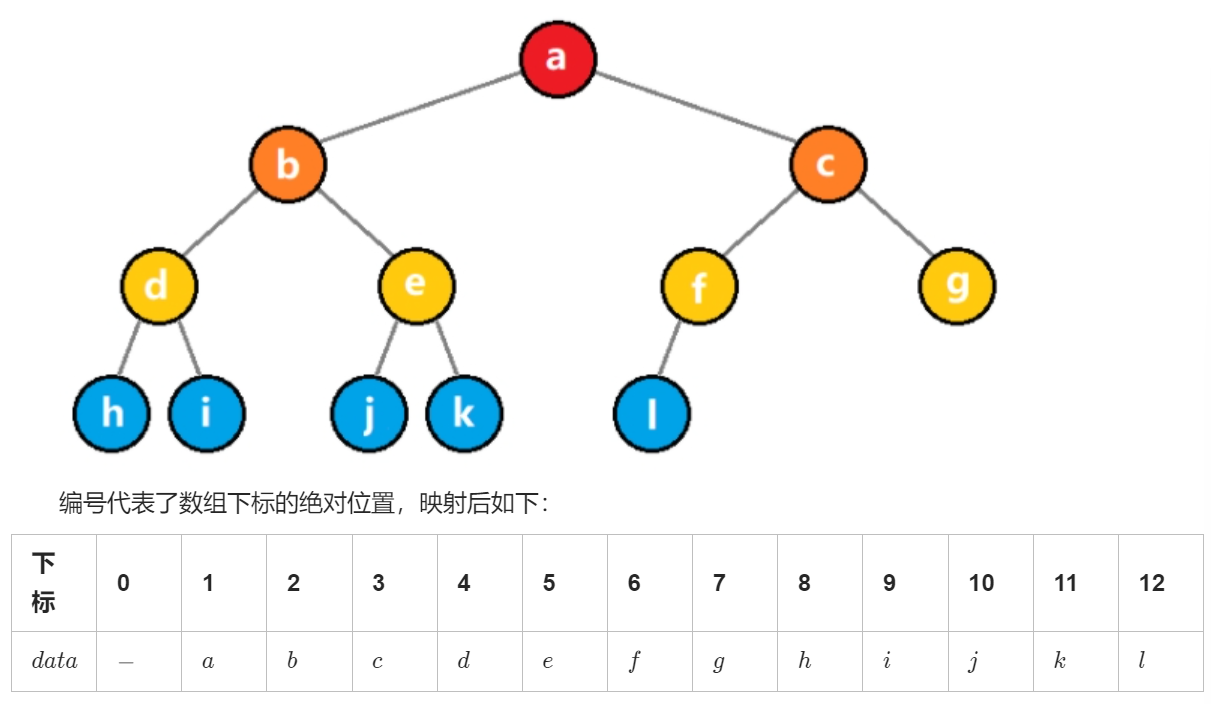 a
b
c
d
e
f
g
h
i
j
k
l
编号代表了数组下标的绝对位置，映射后如下：
下标 0 1 2 3 4 5 6 7 8 9 10 11 12
data − a b c d e f g h i j k l